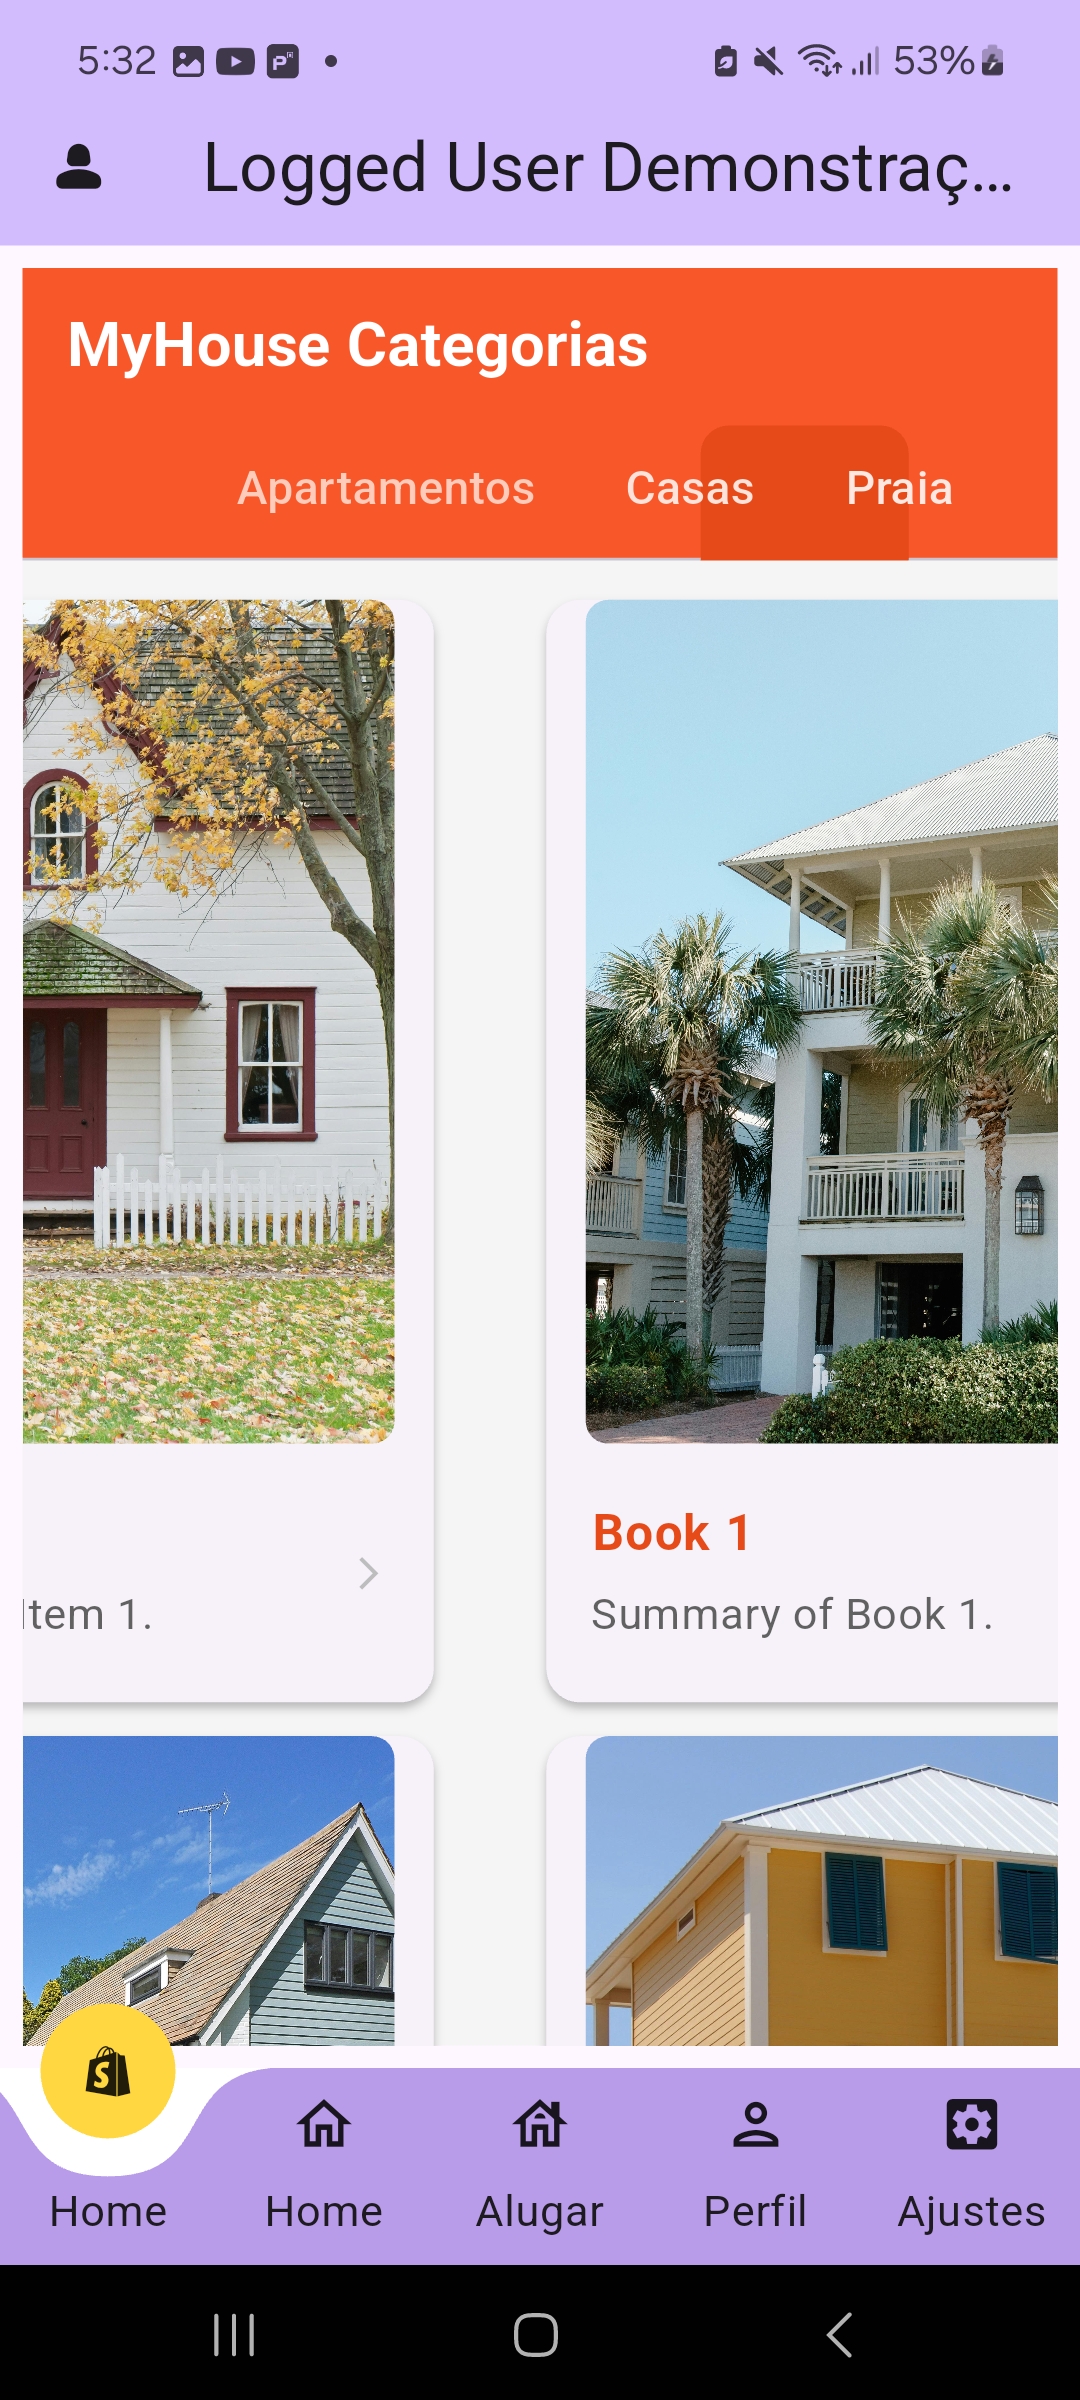 5:32
53%
Logged User Demonstraç...
MyHouse Categorias
Apartamentos Casas Praia
Book 1
Item 1.
Summary of Book 1.
Home Home Alugar Perfil Ajustes